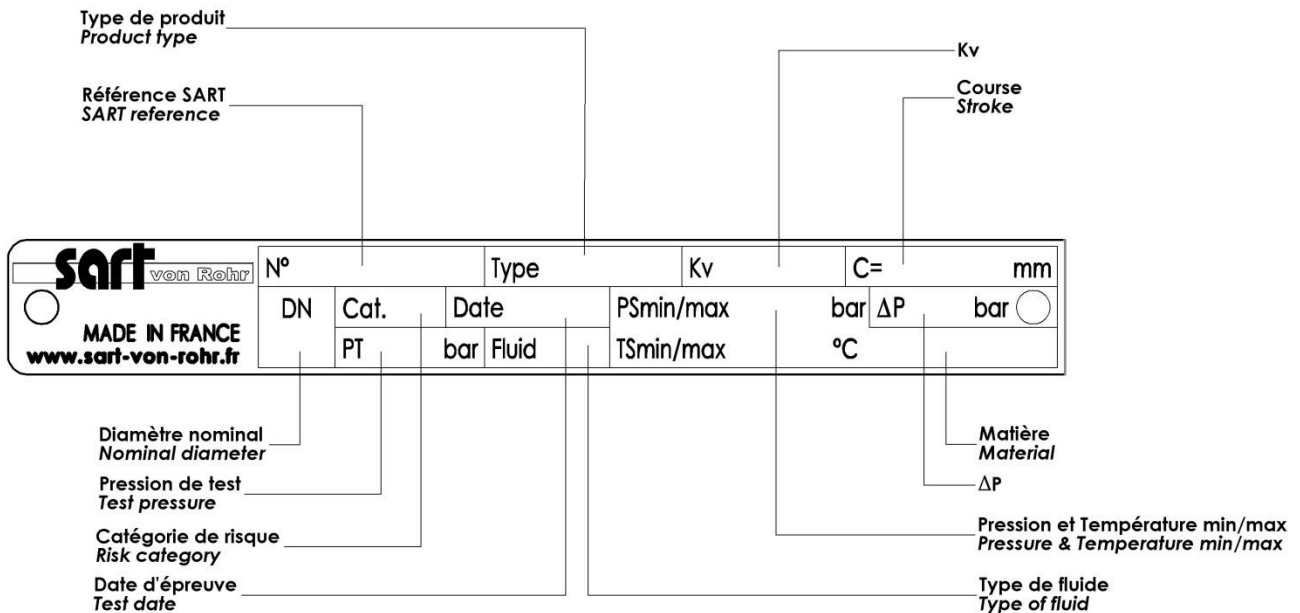 Type de produit
Product type
Kv
Référence SART
SART reference
Course
Stroke
sart von Rohr
MADE IN FRANCE
www.sart-von-rohr.fr
Nº Type Kv C= mm
DN Cat. Date PSmin/max bar ΔP bar
PT bar Fluid TSmin/max ºC
Diamètre nominal
Nominal diameter
Matière
Material
Pression de test
Test pressure
ΔP
Catégorie de risque
Risk category
Pression et Température min/max
Pressure & Temperature min/max
Date d'épreuve
Test date
Type de fluide
Type of fluid